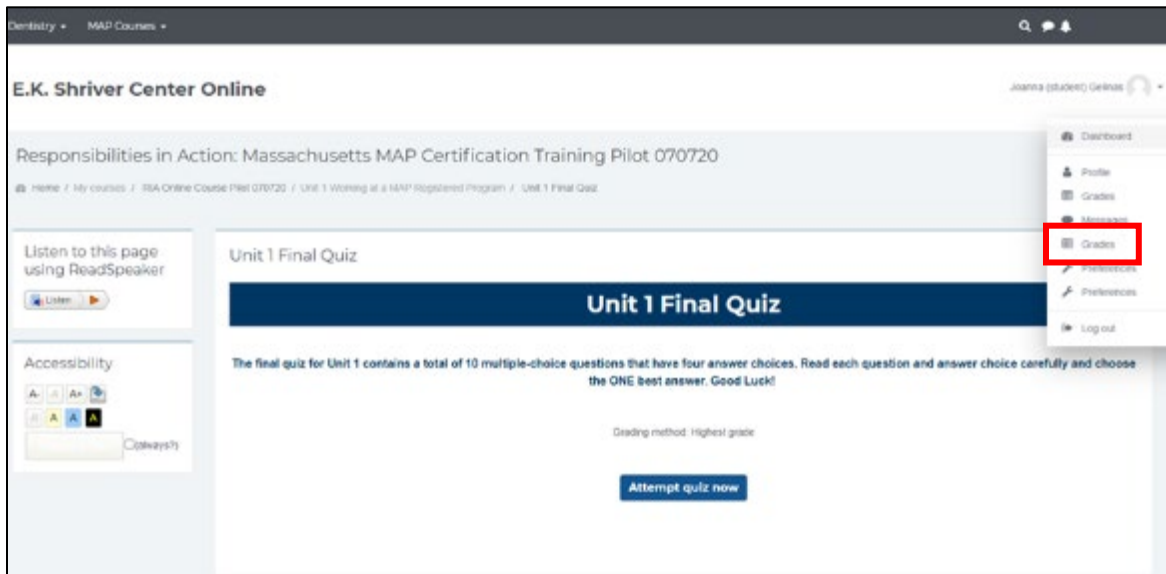 Dentistry
MAP Courses
E.K. Shriver Center Online
Joanna (student) Gelinas
Responsibilities in Action: Massachusetts MAP Certification Training Pilot 070720
Home / My courses / RIA Online Course Pilot 070720 / Unit 1 Working at a MAP Registered Program / Unit 1 Final Quiz
Dashboard
Profile
Grades
Messages
Grades
Preferences
Preferences
Log out
Listen to this page
using ReadSpeaker
Listen
Accessibility
A- A A+
A A A A
(always?)
Unit 1 Final Quiz
Unit 1 Final Quiz
The final quiz for Unit 1 contains a total of 10 multiple-choice questions that have four answer choices. Read each question and answer choice carefully and choose
the ONE best answer. Good Luck!
Grading method: Highest grade
Attempt quiz now